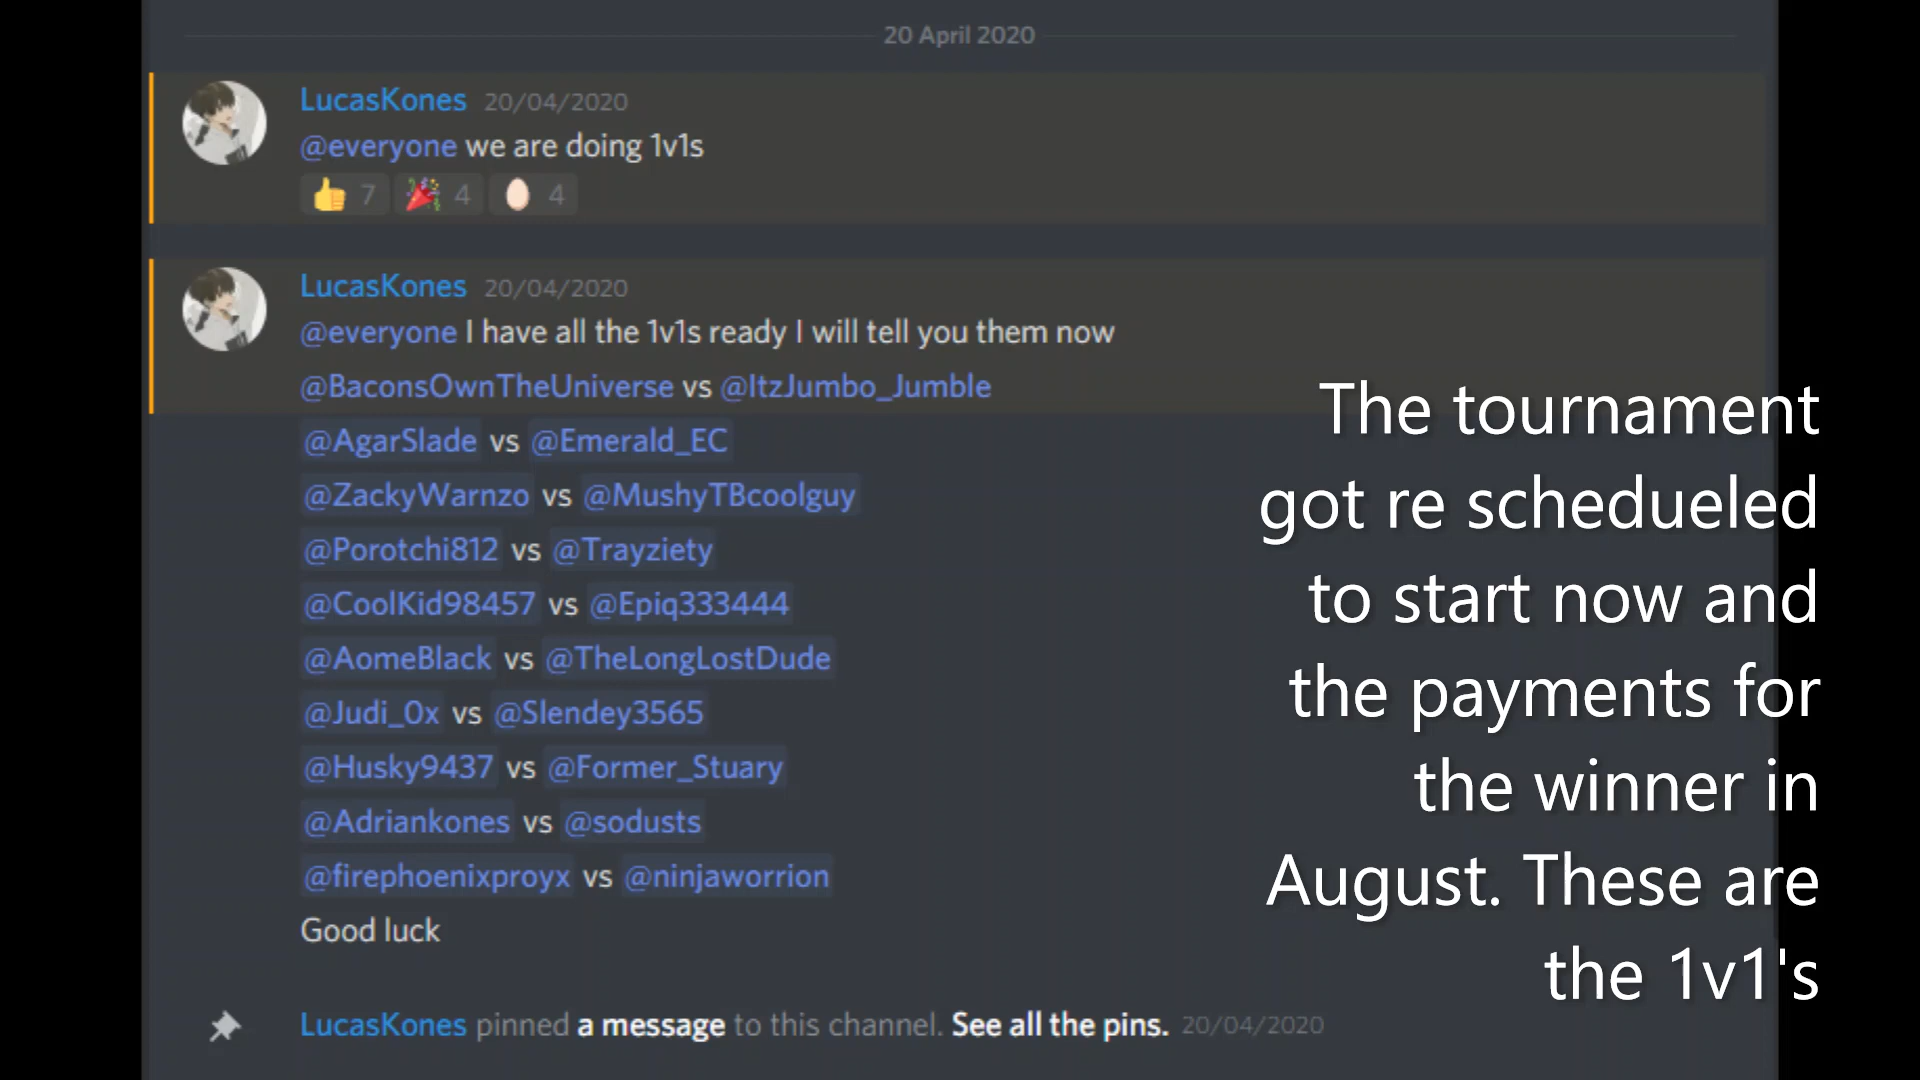 20 April 2020
LucasKones 20/04/2020
@everyone we are doing 1v1s
7 4 4
LucasKones 20/04/2020
@everyone I have all the 1v1s ready I will tell you them now
@BaconsOwnTheUniverse vs @ItzJumbo_Jumble
@AgarSlade vs @Emerald_EC
@ZackyWarnzo vs @MushyTBcoolguy
@Porotchi812 vs @Trayziety
@CoolKid98457 vs @Epiq333444
@AomeBlack vs @TheLongLostDude
@Judi_0x vs @Slendey3565
@Husky9437 vs @Former_Stuary
@Adriankones vs @sodusts
@firephoenixproyx vs @ninjaworrion
Good luck
LucasKones pinned a message to this channel. See all the pins. 20/04/2020
The tournament
got re schedueled
to start now and
the payments for
the winner in
August. These are
the 1v1's